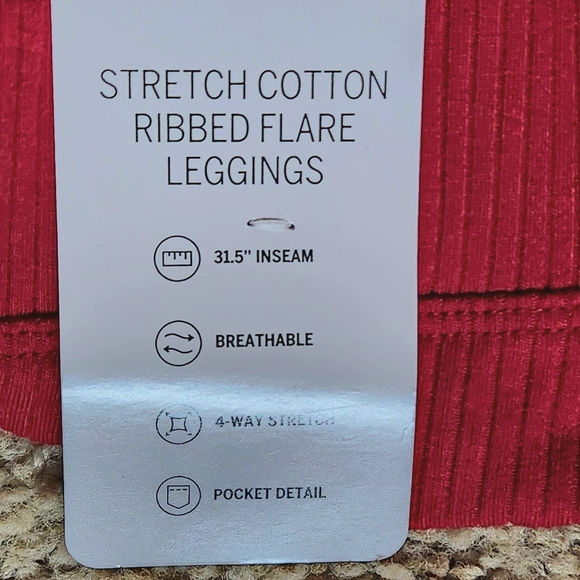 STRETCH COTTON
RIBBED FLARE
LEGGINGS
31.5" INSEAM
BREATHABLE
4-WAY STRETCH
POCKET DETAIL